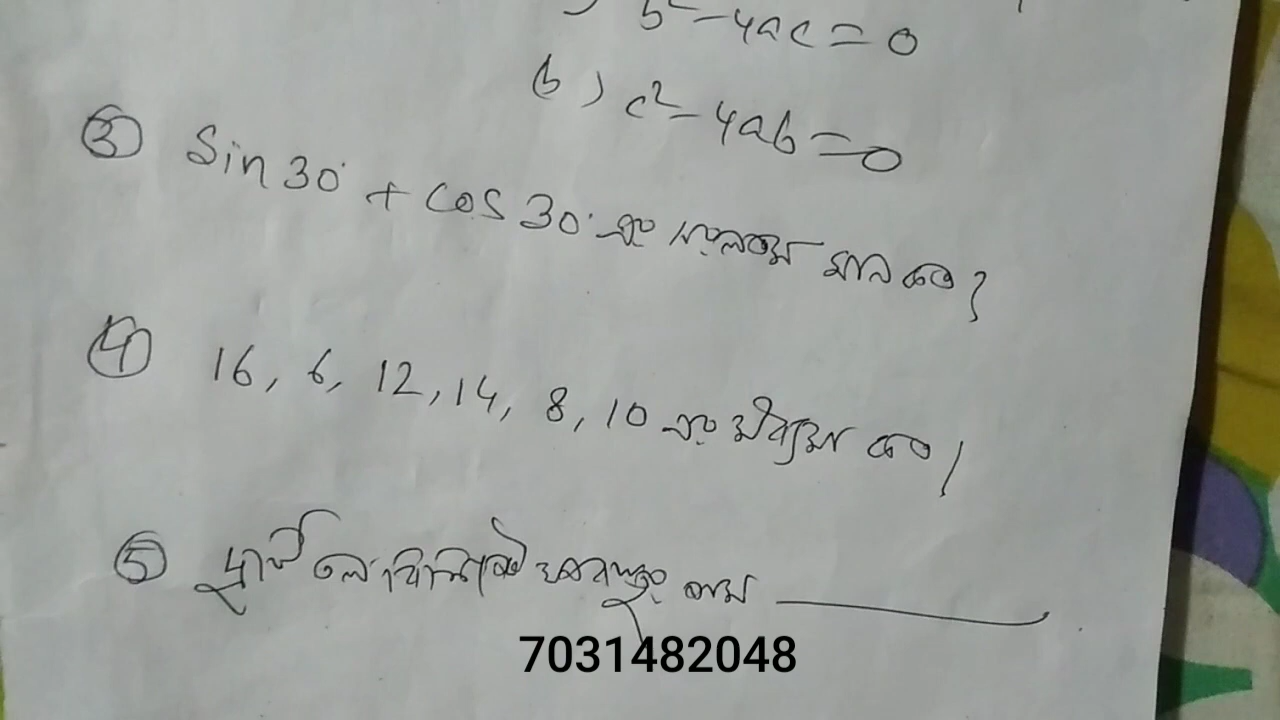 b² - 4ac = 0
b) c² - 4ab = 0
③ Sin 30° + cos 30° এর মান কত?
④ 16, 6, 12, 14, 8, 10 এর মধ্যমা কত।
⑤ নাম ______
7031482048